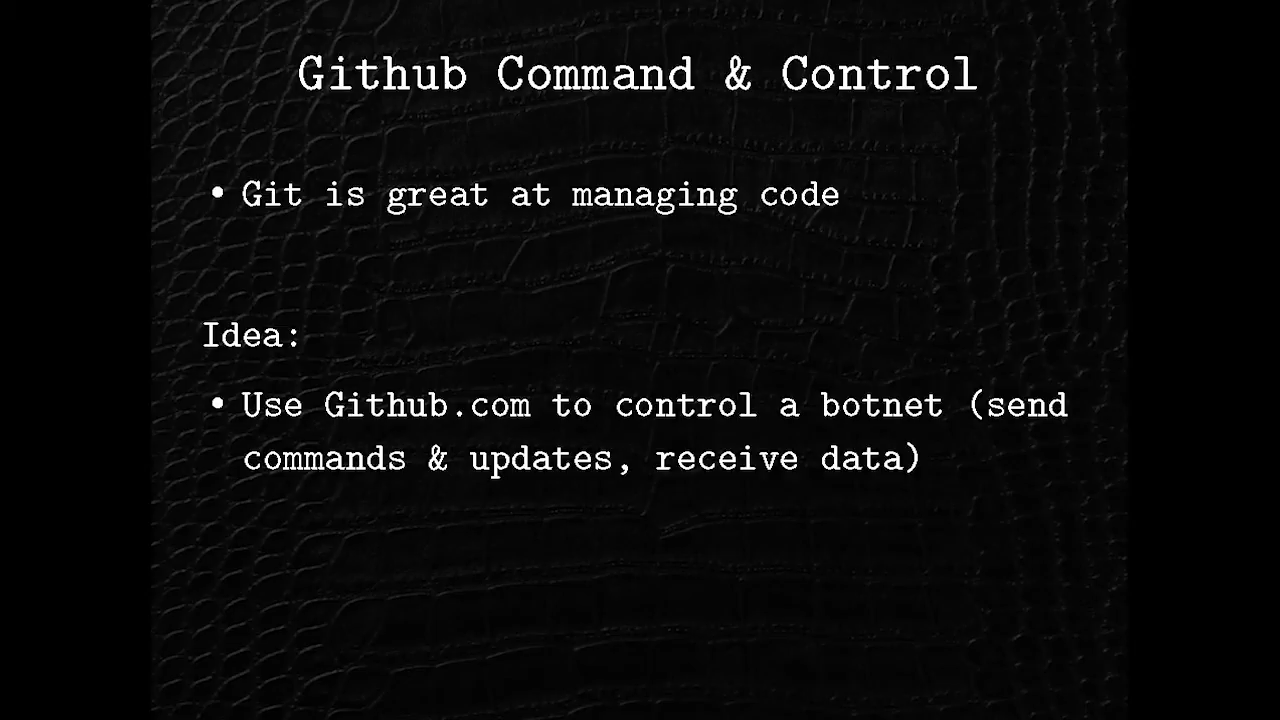 Github Command & Control
• Git is great at managing code
Idea:
• Use Github.com to control a botnet (send
commands & updates, receive data)